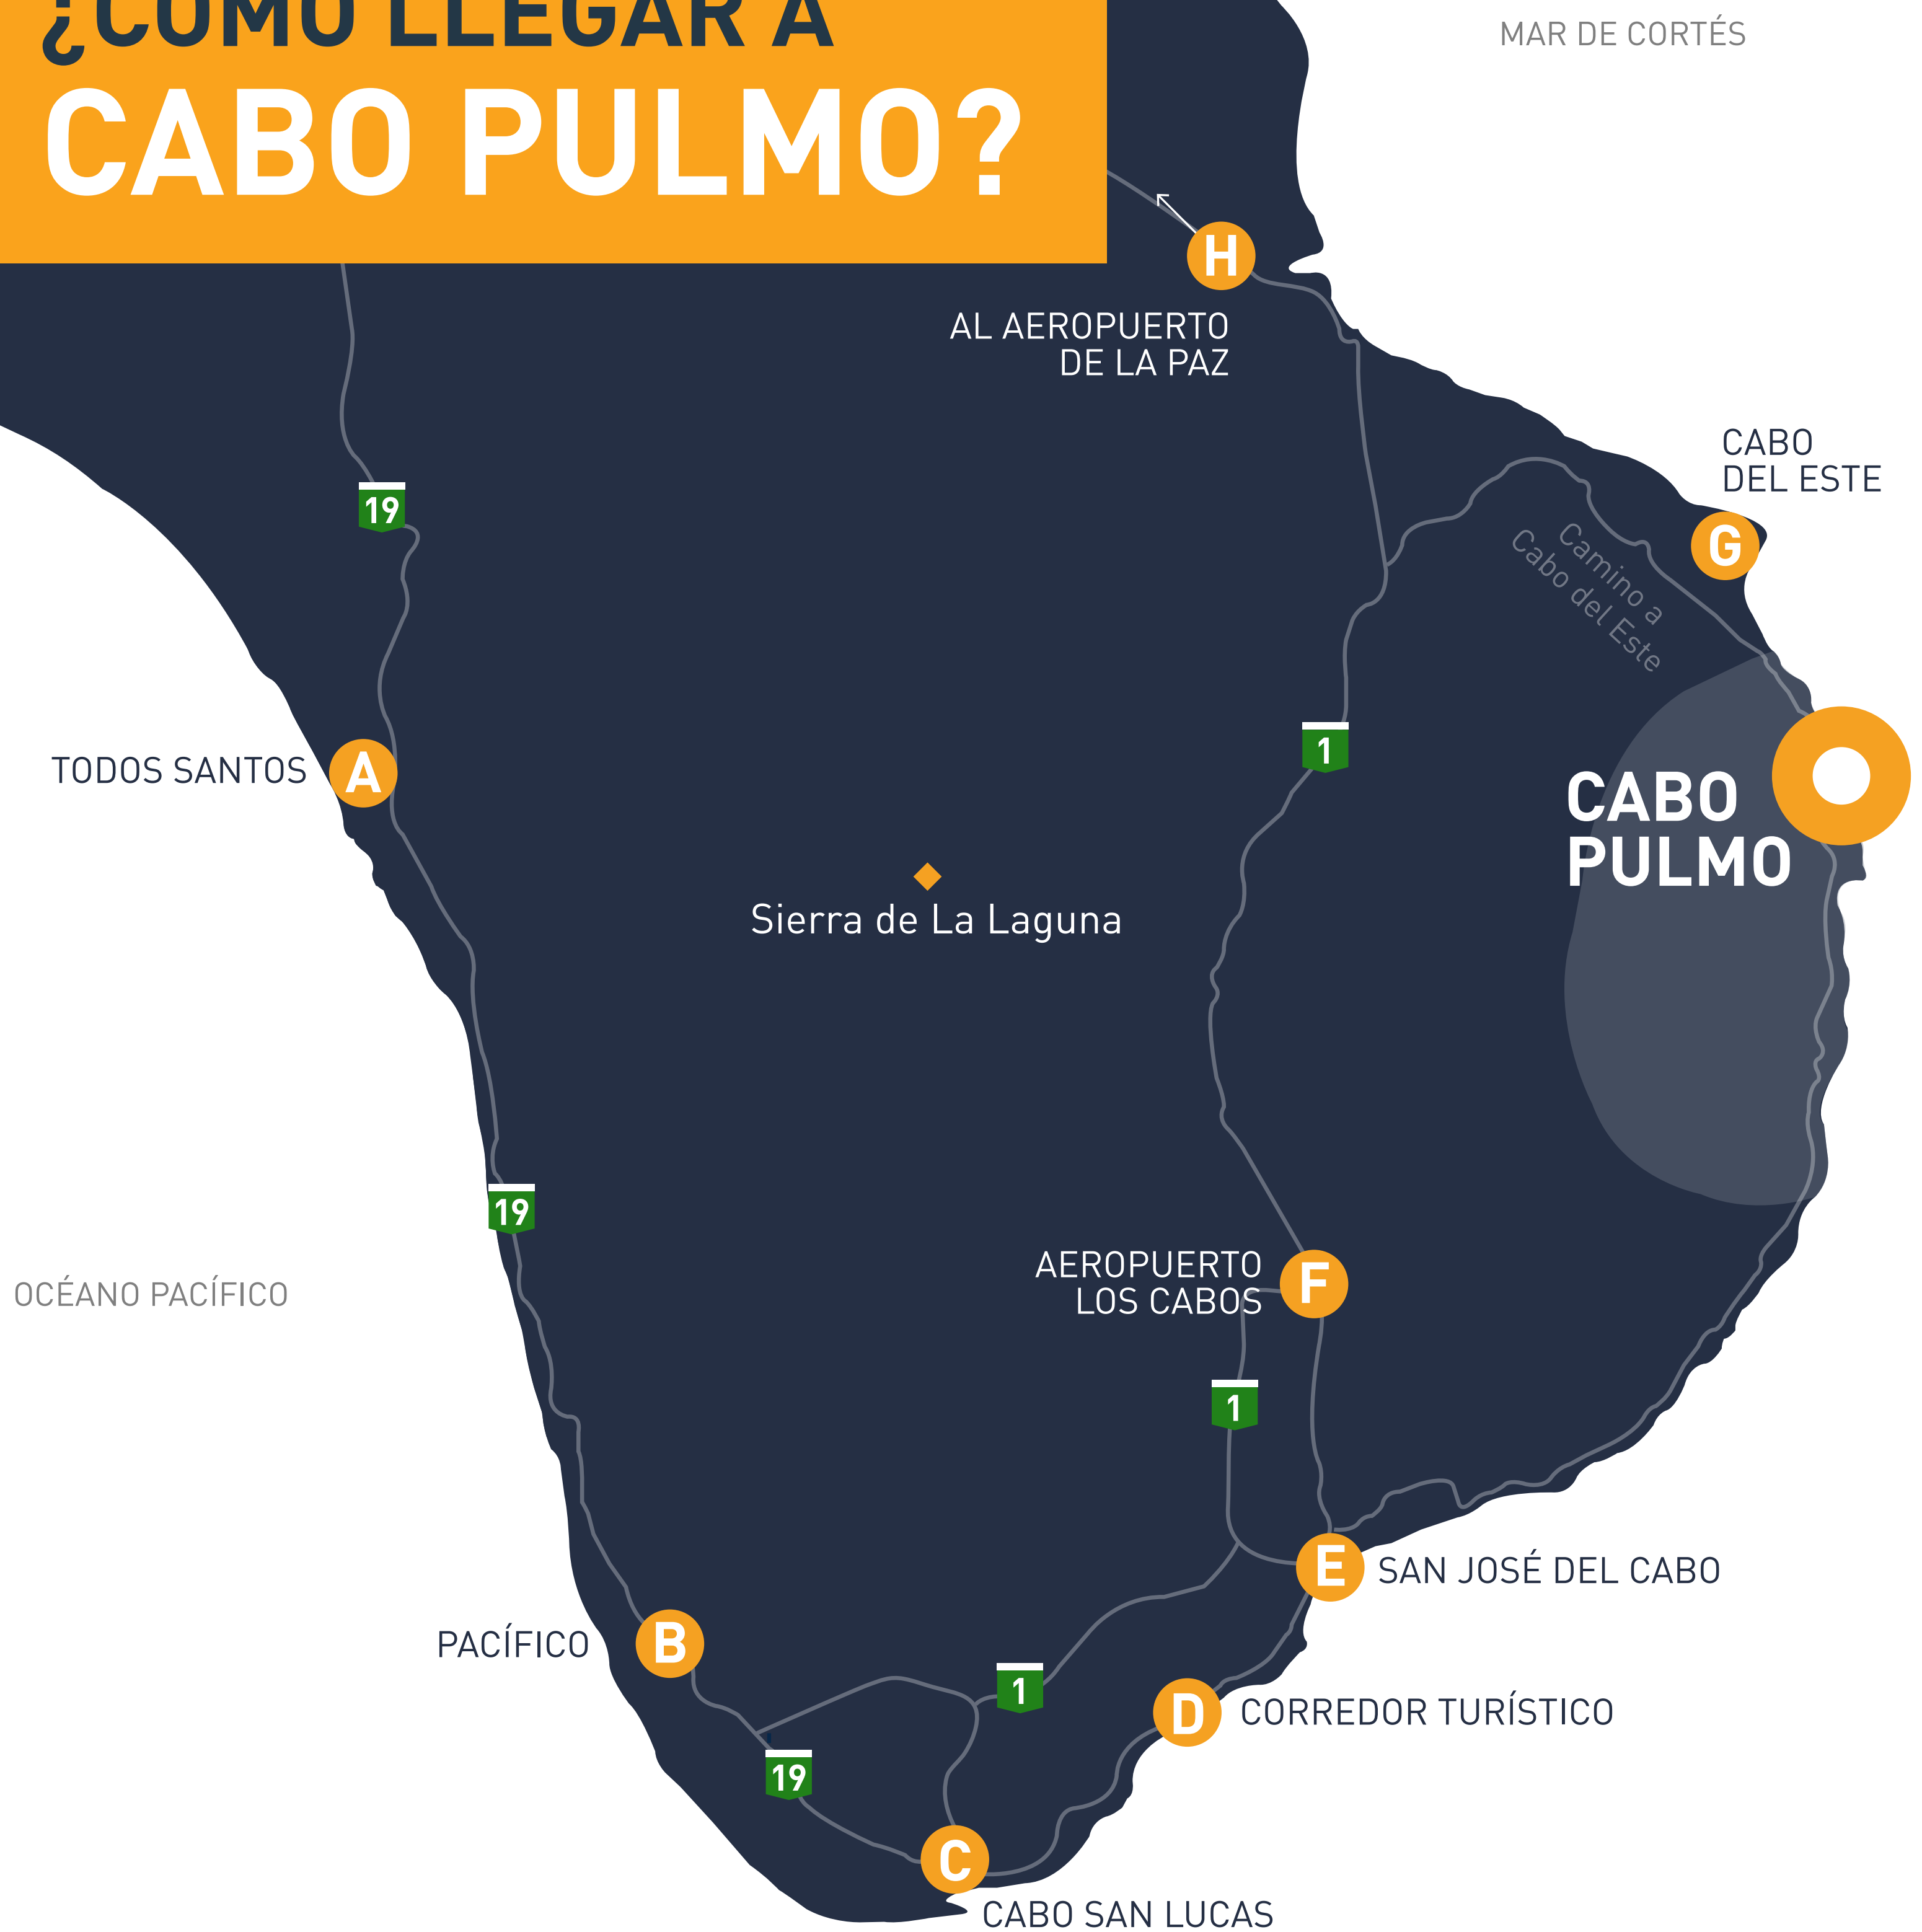 ¿CÓMO LLEGAR A
CABO PULMO?
MAR DE CORTÉS
H
AL AEROPUERTO
DE LA PAZ
CABO
DEL ESTE
G
Camino a
Cabo del Este
19
1
TODOS SANTOS
A
CABO
PULMO
Sierra de La Laguna
19
OCÉANO PACÍFICO
AEROPUERTO
LOS CABOS
F
1
E
SAN JOSÉ DEL CABO
PACÍFICO
B
1
D
CORREDOR TURÍSTICO
19
C
CABO SAN LUCAS